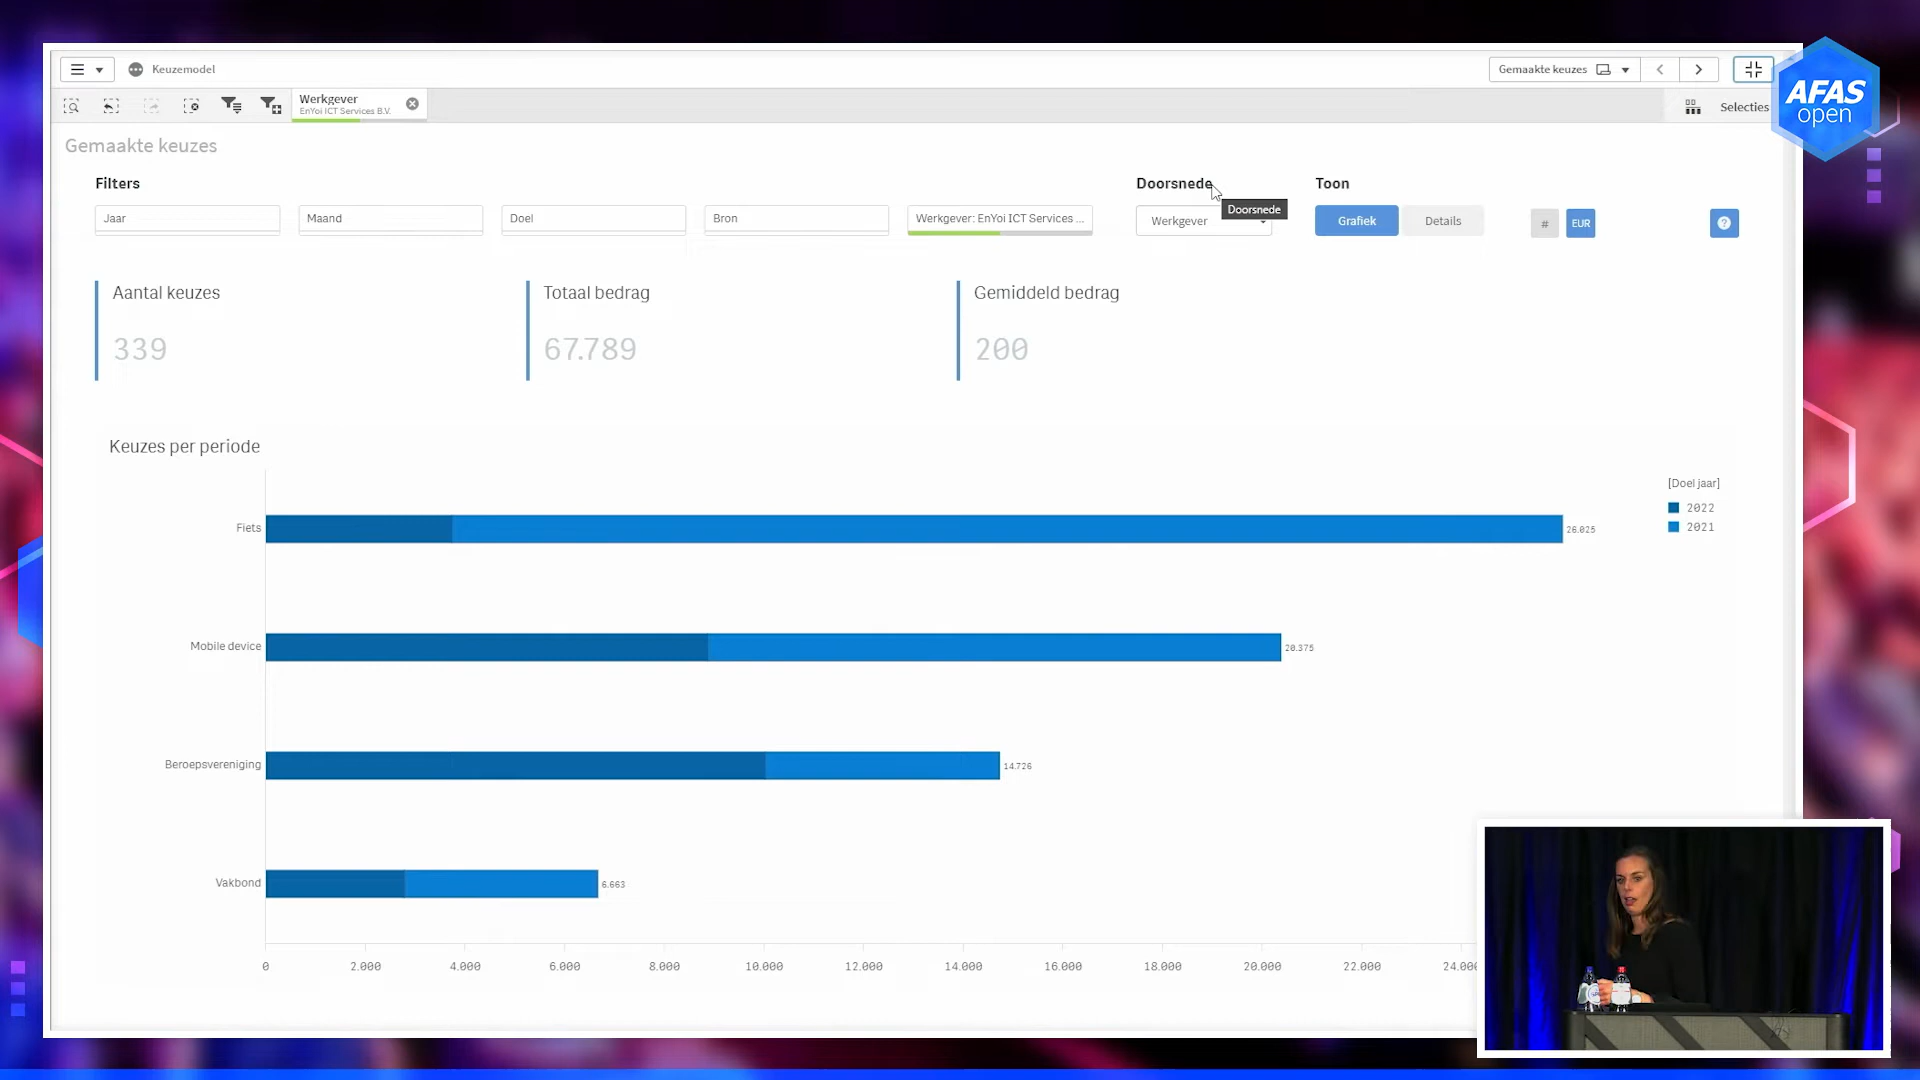 Keuzemodel
Gemaakte keuzes
AFAS
open
Werkgever
EnYoi ICT Services B.V.
Selecties
Gemaakte keuzes
Filters
Doorsnede
Toon
Jaar
Maand
Doel
Bron
Werkgever: EnYoi ICT Services ...
Werkgever
Doorsnede
Grafiek
Details
#
EUR
?
Aantal keuzes
Totaal bedrag
Gemiddeld bedrag
339
67.789
200
Keuzes per periode
[Doel jaar]
2022
2021
Fiets
26.025
Mobile device
20.375
Beroepsvereniging
14.726
Vakbond
6.663
0
2.000
4.000
6.000
8.000
10.000
12.000
14.000
16.000
18.000
20.000
22.000
24.00